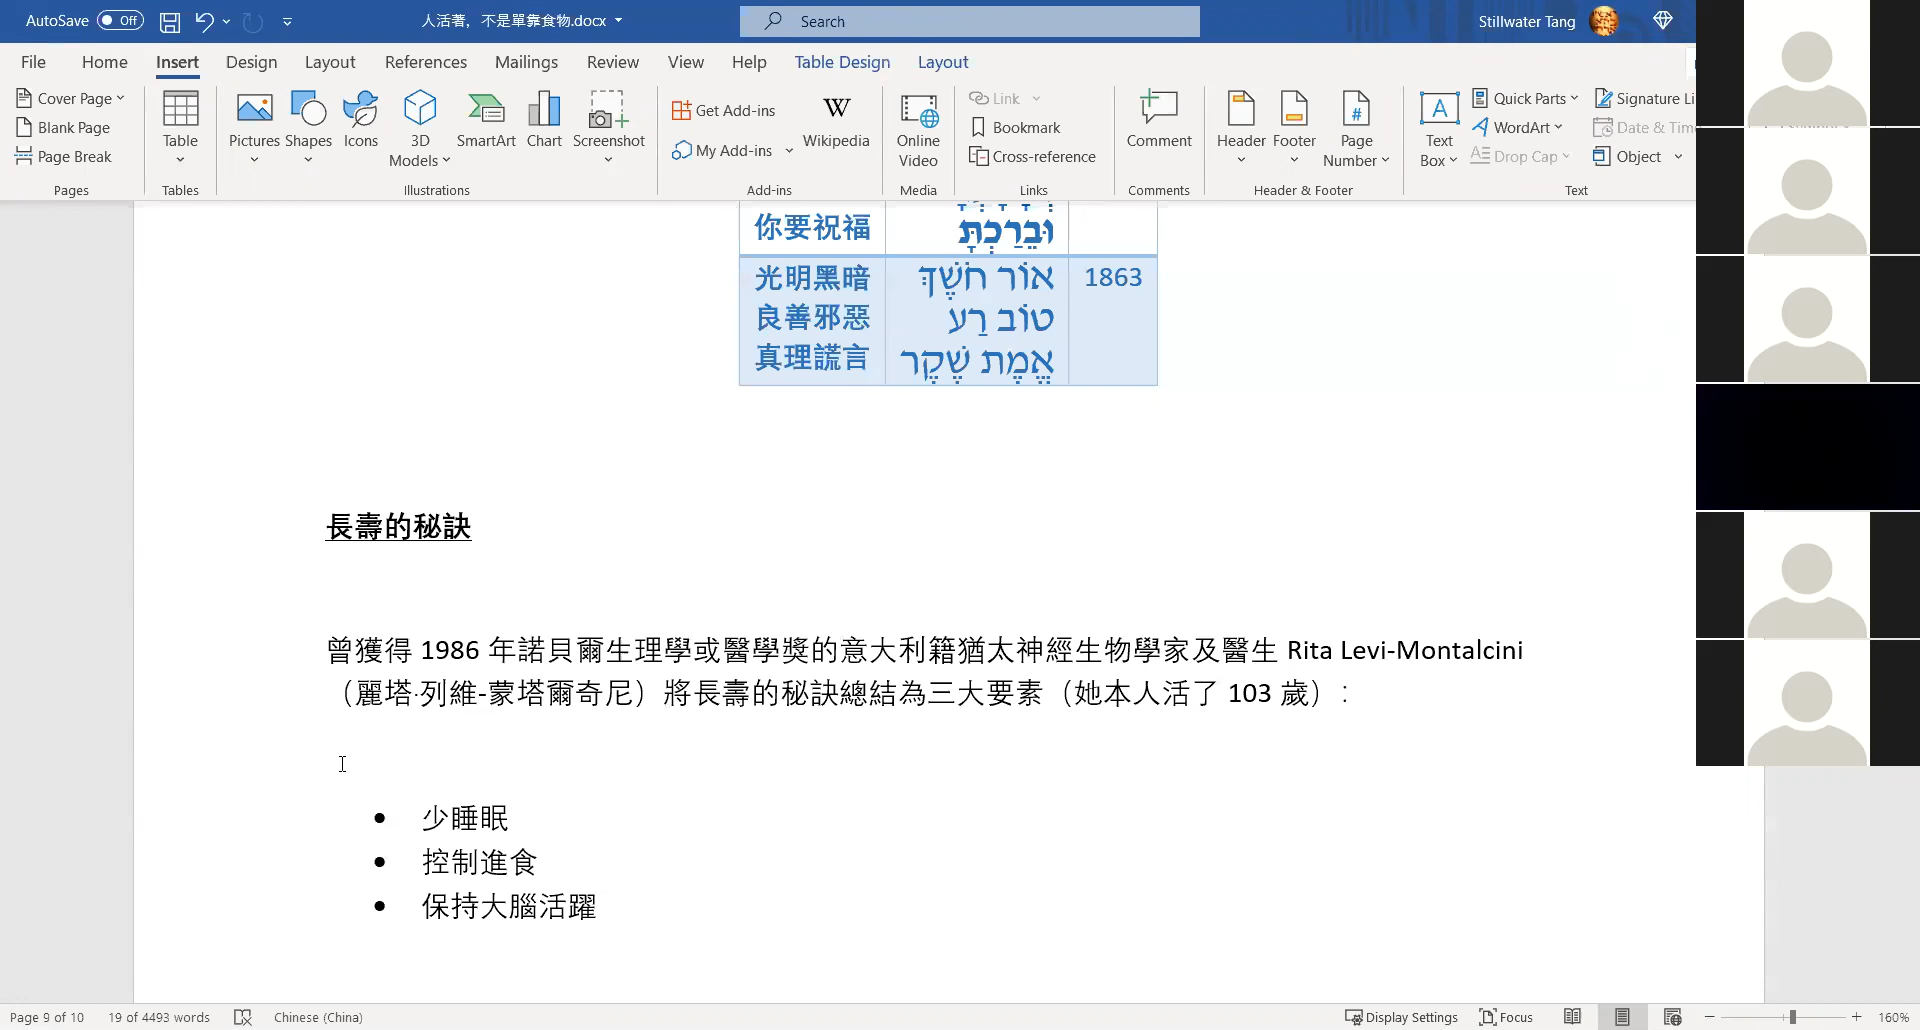 AutoSave Off 人活著，不是單靠食物.docx Search Stillwater Tang
File Home Insert Design Layout References Mailings Review View Help Table Design Layout
Cover Page
Blank Page
Page Break
Pages
Table
Tables
Pictures Shapes Icons 3D Models SmartArt Chart Screenshot
Illustrations
Get Add-ins
My Add-ins
Wikipedia
Add-ins
Online Video
Media
Link
Bookmark
Cross-reference
Links
Comment
Comments
Header Footer Page Number
Header & Footer
Text Box
Quick Parts
WordArt
Drop Cap
Signature Li
Date & Tim
Object
Text
你要祝福 וּבֵרַכְתָּ
光明黑暗 אוֹר חֹשֶׁךְ 1863
良善邪惡 טוֹב רַע
真理謊言 אֱמֶת שֶׁקֶר
長壽的秘訣
曾獲得 1986 年諾貝爾生理學或醫學獎的意大利籍猶太神經生物學家及醫生 Rita Levi-Montalcini
（麗塔·列維-蒙塔爾奇尼）將長壽的秘訣總結為三大要素（她本人活了 103 歲）:
• 少睡眠
• 控制進食
• 保持大腦活躍
Page 9 of 10 19 of 4493 words Chinese (China) Display Settings Focus 160%